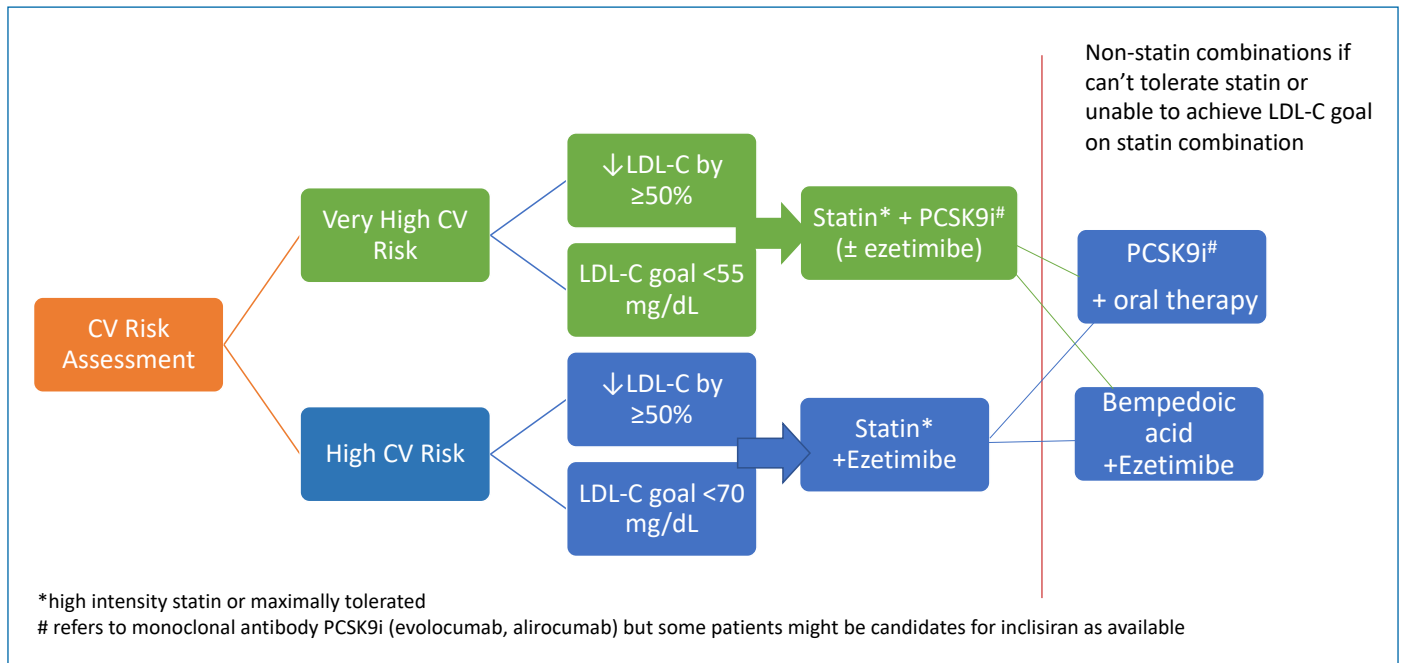 Non-statin combinations if
can’t tolerate statin or
unable to achieve LDL-C goal
on statin combination
CV Risk
Assessment
Very High CV
Risk
↓LDL-C by
≥50%
LDL-C goal <55
mg/dL
Statin* + PCSK9i#
(± ezetimibe)
High CV Risk
↓LDL-C by
≥50%
LDL-C goal <70
mg/dL
Statin*
+Ezetimibe
PCSK9i#
+ oral therapy
Bempedoic
acid
+Ezetimibe
*high intensity statin or maximally tolerated
# refers to monoclonal antibody PCSK9i (evolocumab, alirocumab) but some patients might be candidates for inclisiran as available